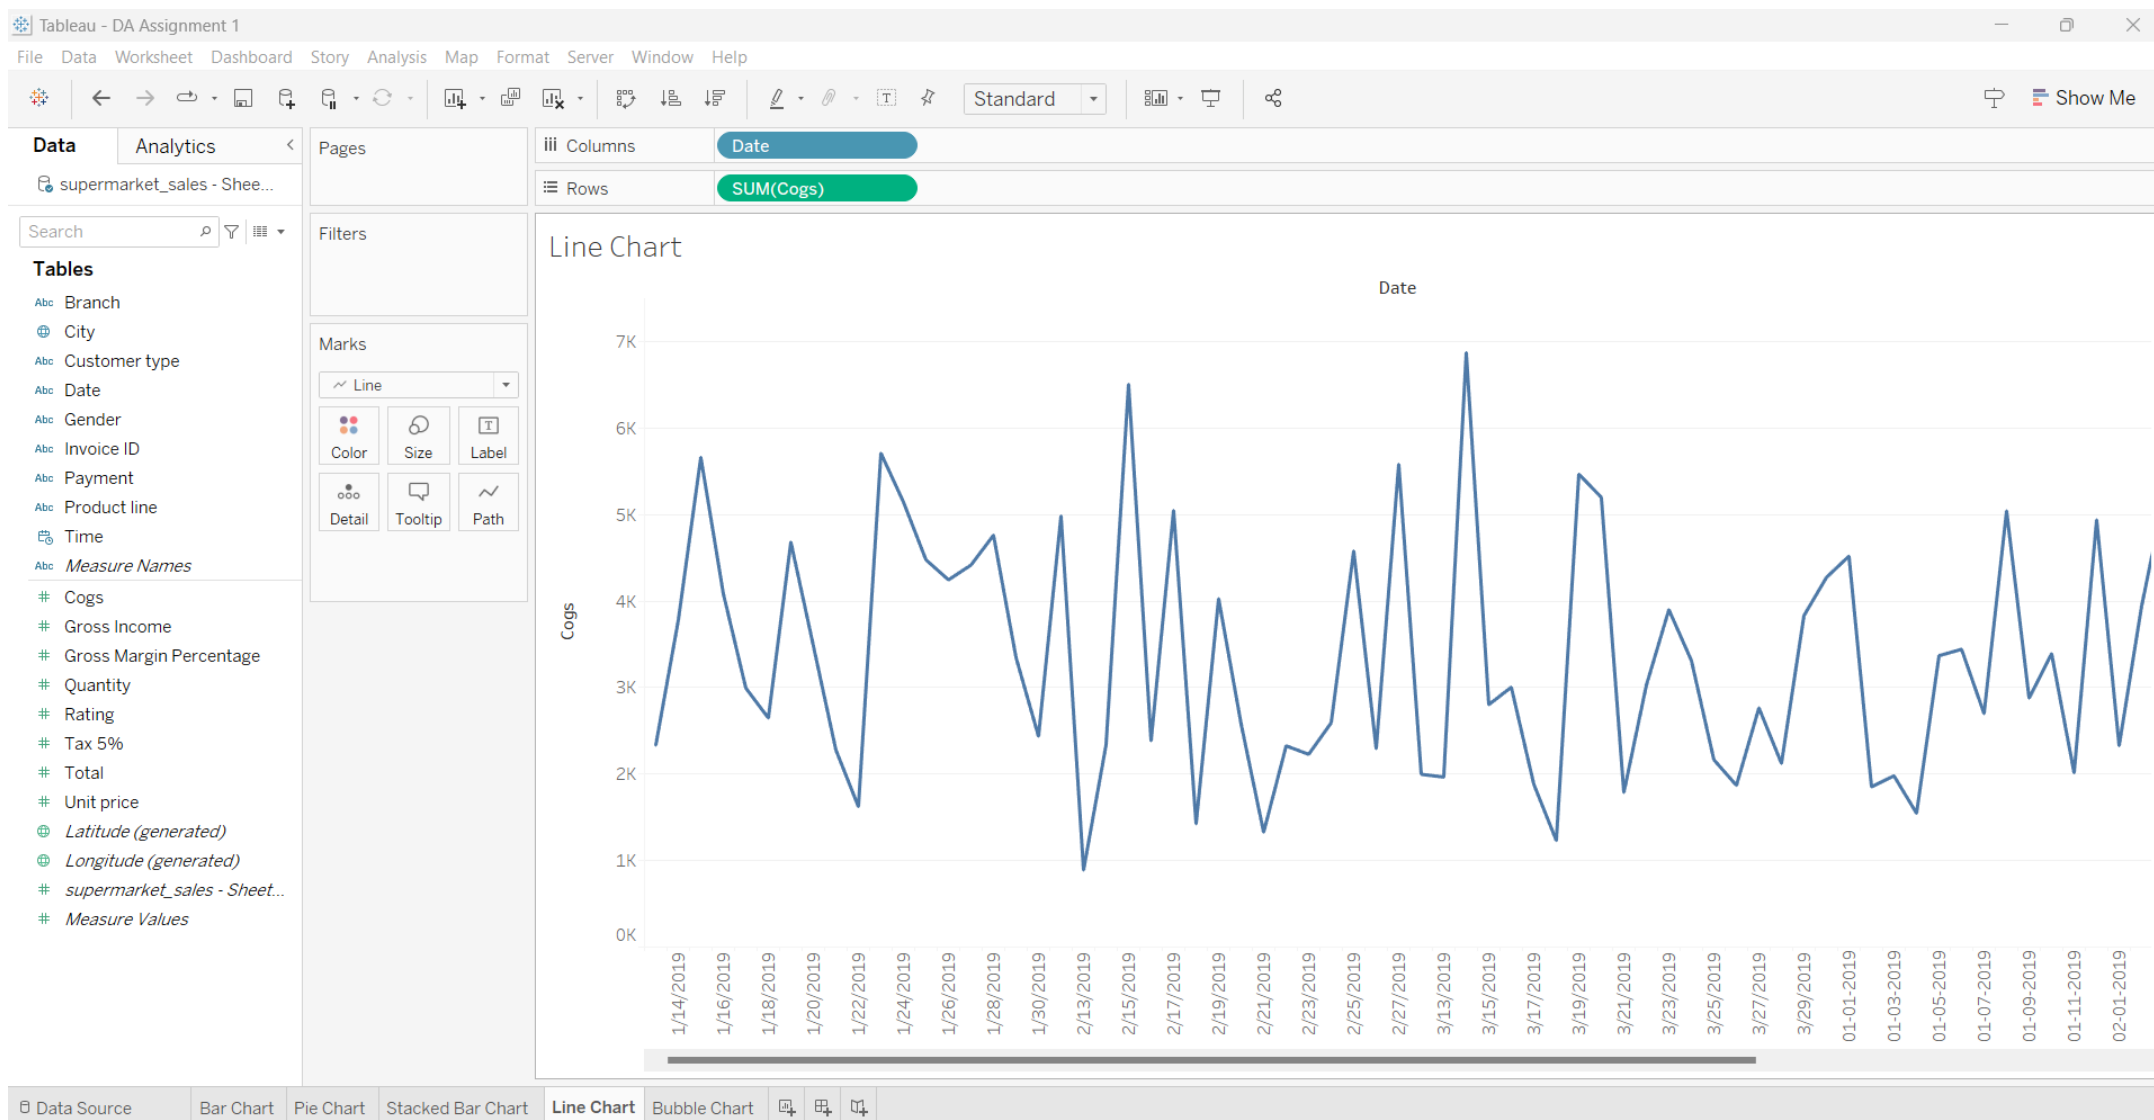 Tableau - DA Assignment 1
File Data Worksheet Dashboard Story Analysis Map Format Server Window Help
Standard
Show Me
Data
Analytics
supermarket_sales - Shee...
Search
Tables
Abc Branch
City
Abc Customer type
Abc Date
Abc Gender
Abc Invoice ID
Abc Payment
Abc Product line
Time
Abc Measure Names
# Cogs
# Gross Income
# Gross Margin Percentage
# Quantity
# Rating
# Tax 5%
# Total
# Unit price
Latitude (generated)
Longitude (generated)
# supermarket_sales - Sheet...
# Measure Values
Pages
Filters
Marks
Line
Color Size Label
Detail Tooltip Path
Columns Date
Rows SUM(Cogs)
Line Chart
Date
Cogs
7K
6K
5K
4K
3K
2K
1K
0K
1/14/2019
1/16/2019
1/18/2019
1/20/2019
1/22/2019
1/24/2019
1/26/2019
1/28/2019
1/30/2019
2/13/2019
2/15/2019
2/17/2019
2/19/2019
2/21/2019
2/23/2019
2/25/2019
2/27/2019
3/13/2019
3/15/2019
3/17/2019
3/19/2019
3/21/2019
3/23/2019
3/25/2019
3/27/2019
3/29/2019
01-01-2019
01-03-2019
01-05-2019
01-07-2019
01-09-2019
01-11-2019
02-01-2019
Data Source Bar Chart Pie Chart Stacked Bar Chart Line Chart Bubble Chart